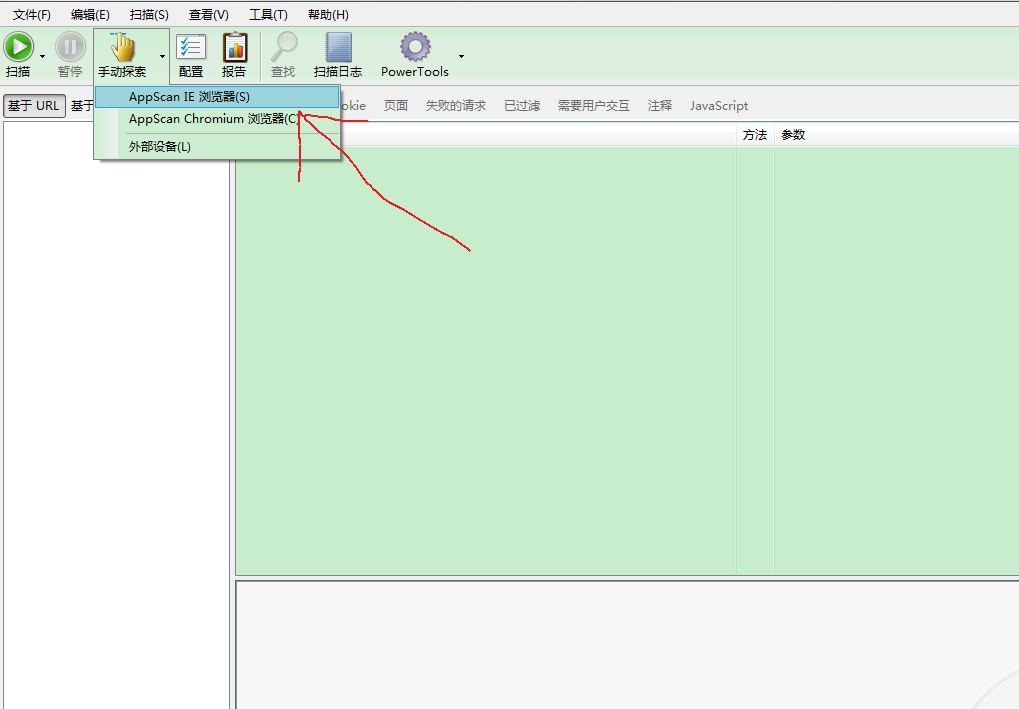 文件(F) 编辑(E) 扫描(S) 查看(V) 工具(T) 帮助(H)
扫描 暂停 手动探索 配置 报告 查找 扫描日志 PowerTools
AppScan IE 浏览器(S)
基于 URL 基于 页面 失败的请求 已过滤 需要用户交互 注释 JavaScript
AppScan Chromium 浏览器(C)
方法 参数
外部设备(L)